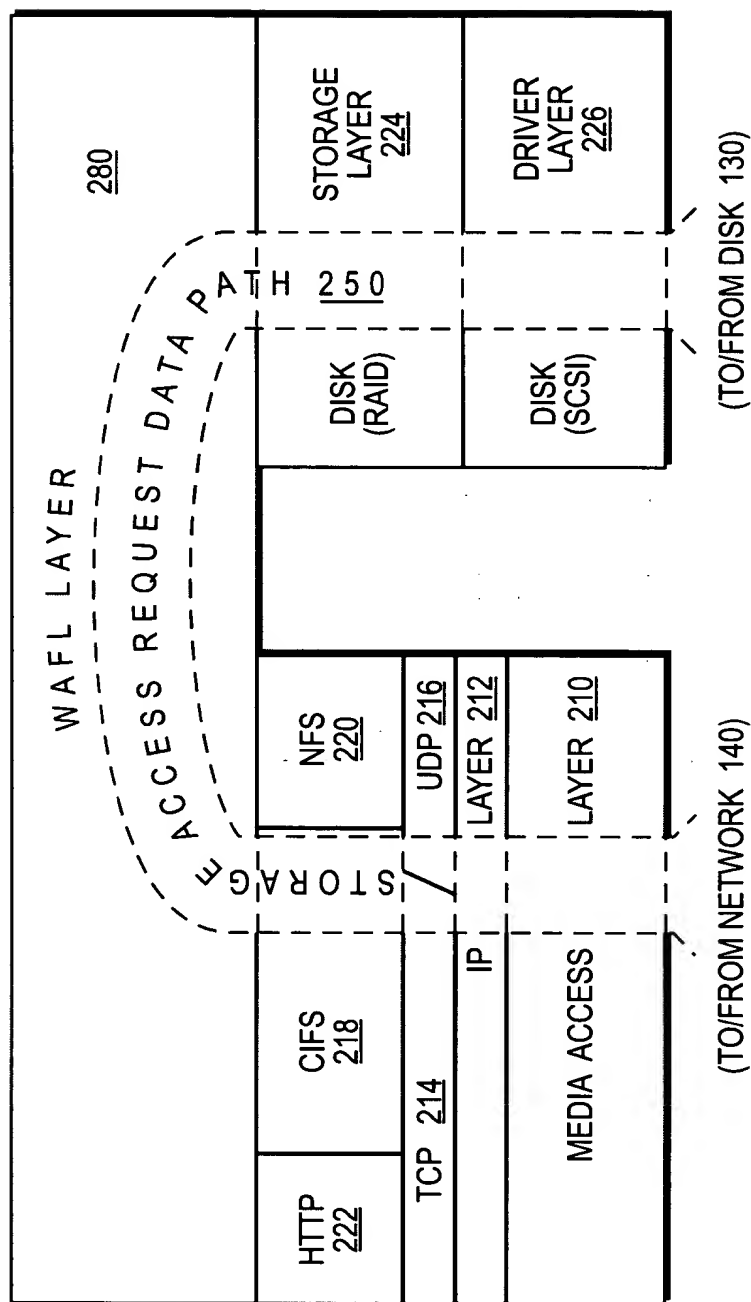 WAFL LAYER
280
STORAGE ACCESS REQUEST DATA PATH 250
HTTP
222
CIFS
218
NFS
220
TCP 214
UDP 216
IP
LAYER 212
MEDIA ACCESS
LAYER 210
(TO/FROM NETWORK 140)
DISK
(RAID)
STORAGE
LAYER
224
DISK
(SCSI)
DRIVER
LAYER
226
(TO/FROM DISK 130)